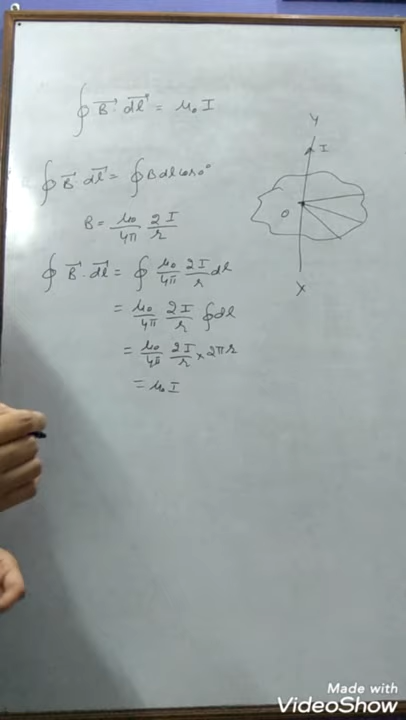 ∮ B⃗ · dl⃗ = μ₀ I
∮ B⃗ · dl⃗ = ∮ B dl cos 0°
B = μ₀/4π 2I/r
∮ B⃗ · dl⃗ = ∮ μ₀/4π 2I/r dl
= μ₀/4π 2I/r ∮ dl
= μ₀/4π 2I/r × 2πr
= μ₀ I
Y
I
O
X
Made with
VideoShow